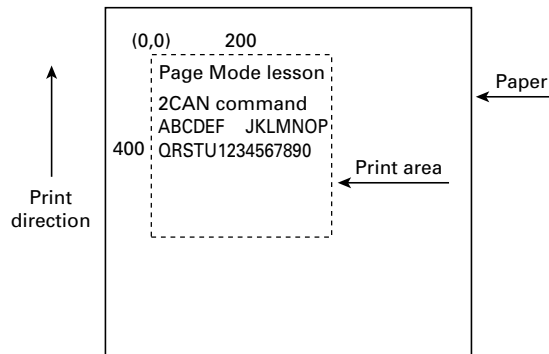 (0,0) 200
Page Mode lesson
2CAN command
ABCDEF JKLMNOP
400 QRSTU1234567890
Paper
Print area
Print
direction